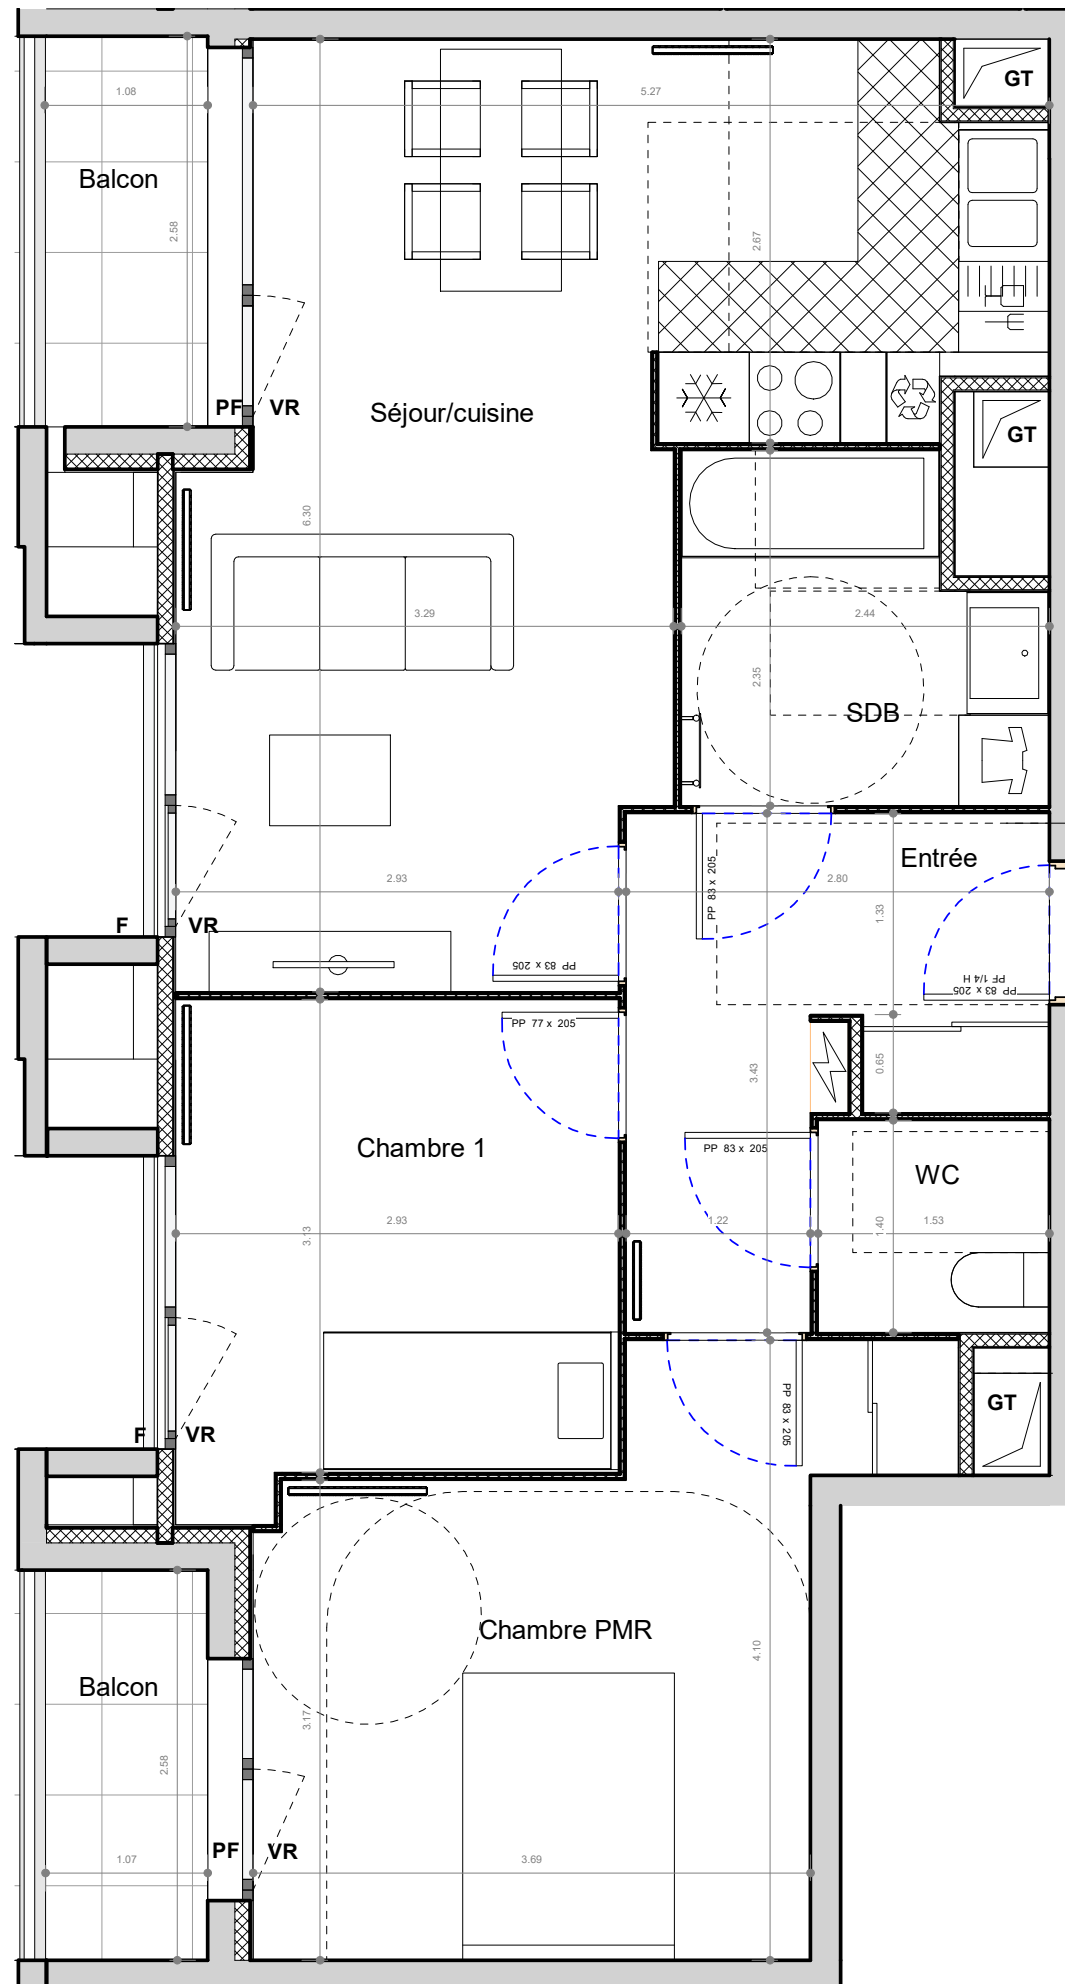 GT
1.08
5.27
Balcon
2.58
2.67
PF
VR
Séjour/cuisine
GT
6.30
3.29
2.44
2.35
SDB
Entrée
PP 83 x 205
2.93
2.80
1.33
F
VR
PP 83 x 205
PP 83 x 205
PF 1/4 H
PP 77 x 205
3.43
0.65
Chambre 1
PP 83 x 205
WC
2.93
3.13
1.22
1.40
1.53
PP 83 x 205
GT
F
VR
Chambre PMR
4.10
Balcon
3.17
2.58
PF
VR
1.07
3.69